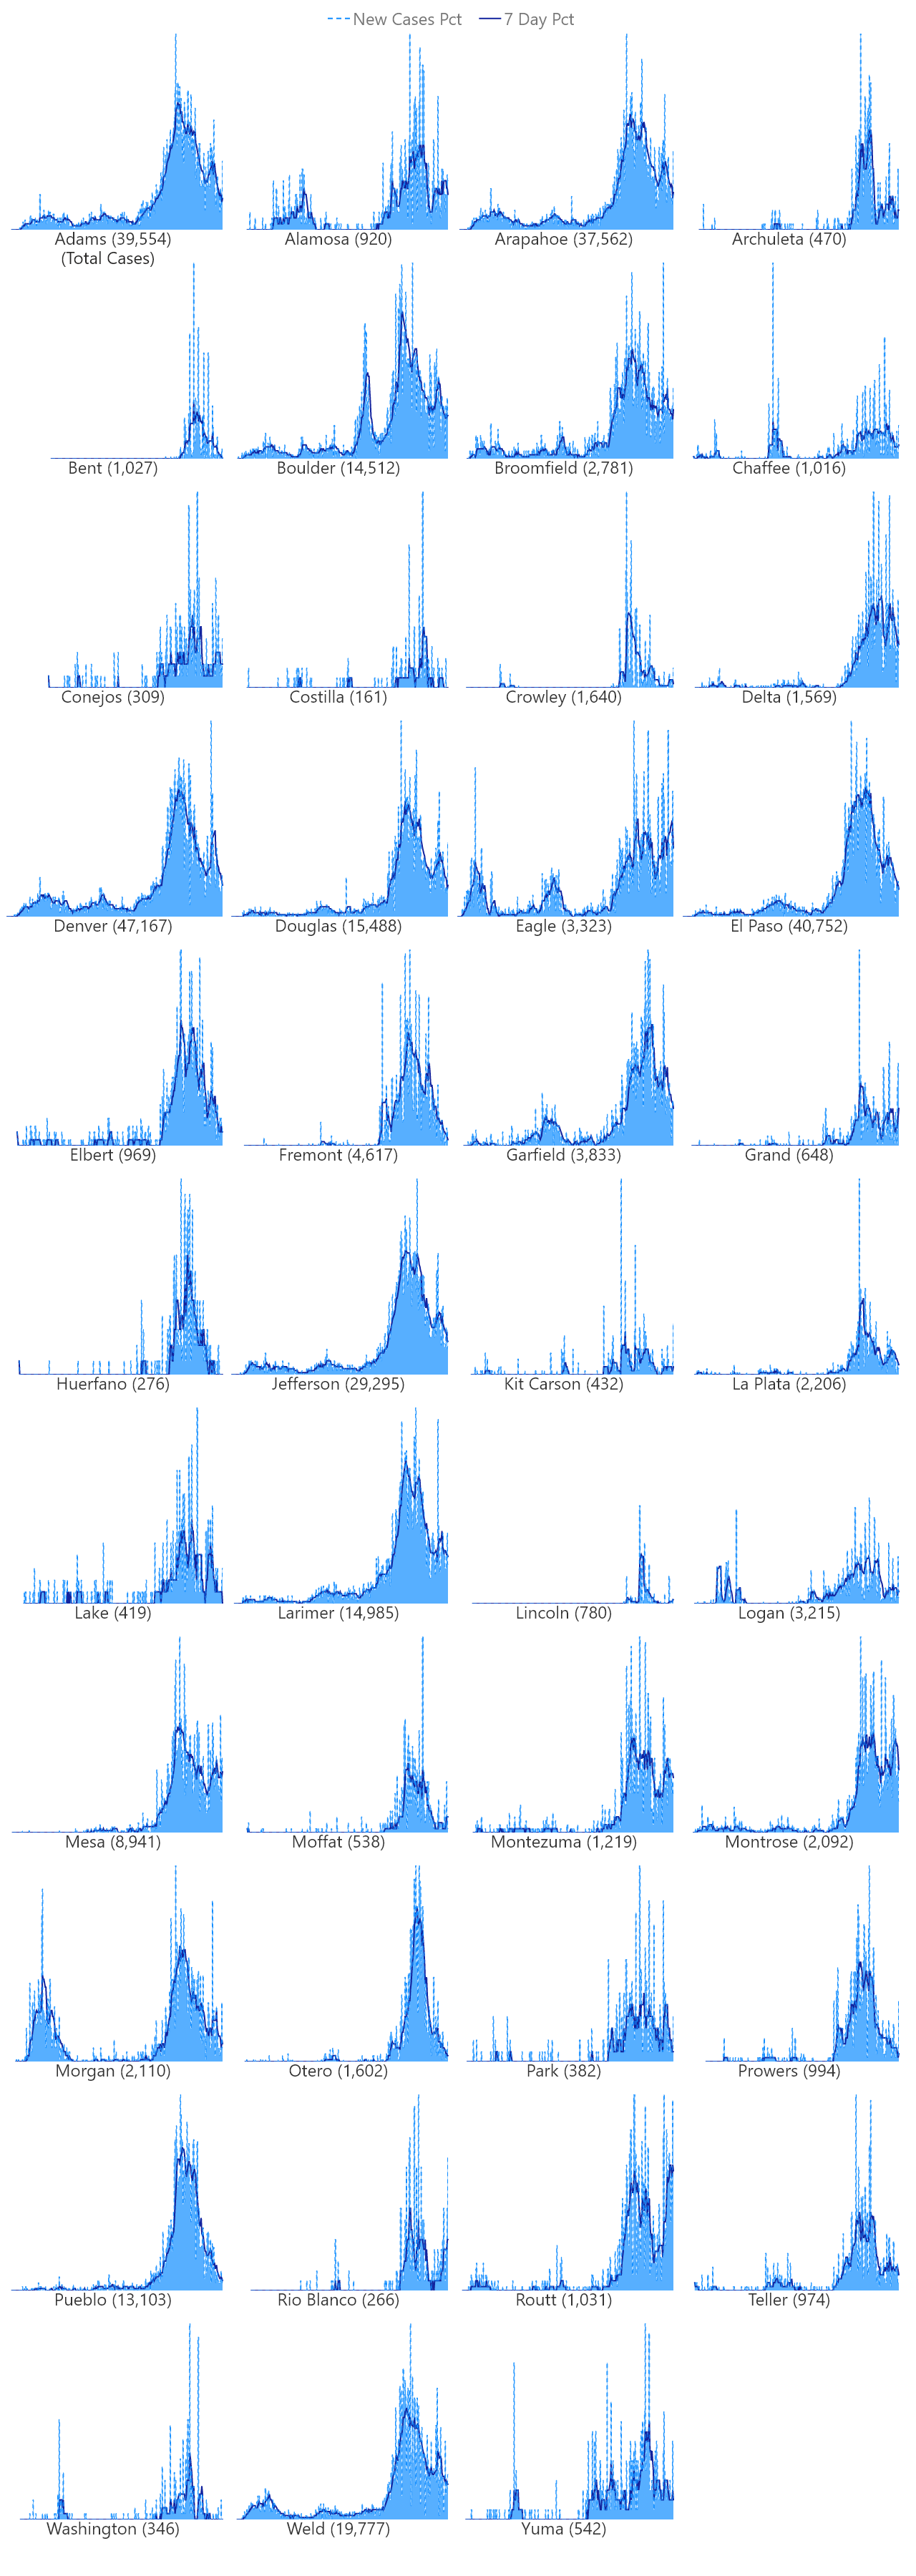 New Cases Pct 7 Day Pct
Adams (39,554) Alamosa (920) Arapahoe (37,562) Archuleta (470)
(Total Cases)
Bent (1,027) Boulder (14,512) Broomfield (2,781) Chaffee (1,016)
Conejos (309) Costilla (161) Crowley (1,640) Delta (1,569)
Denver (47,167) Douglas (15,488) Eagle (3,323) El Paso (40,752)
Elbert (969) Fremont (4,617) Garfield (3,833) Grand (648)
Huerfano (276) Jefferson (29,295) Kit Carson (432) La Plata (2,206)
Lake (419) Larimer (14,985) Lincoln (780) Logan (3,215)
Mesa (8,941) Moffat (538) Montezuma (1,219) Montrose (2,092)
Morgan (2,110) Otero (1,602) Park (382) Prowers (994)
Pueblo (13,103) Rio Blanco (266) Routt (1,031) Teller (974)
Washington (346) Weld (19,777) Yuma (542)